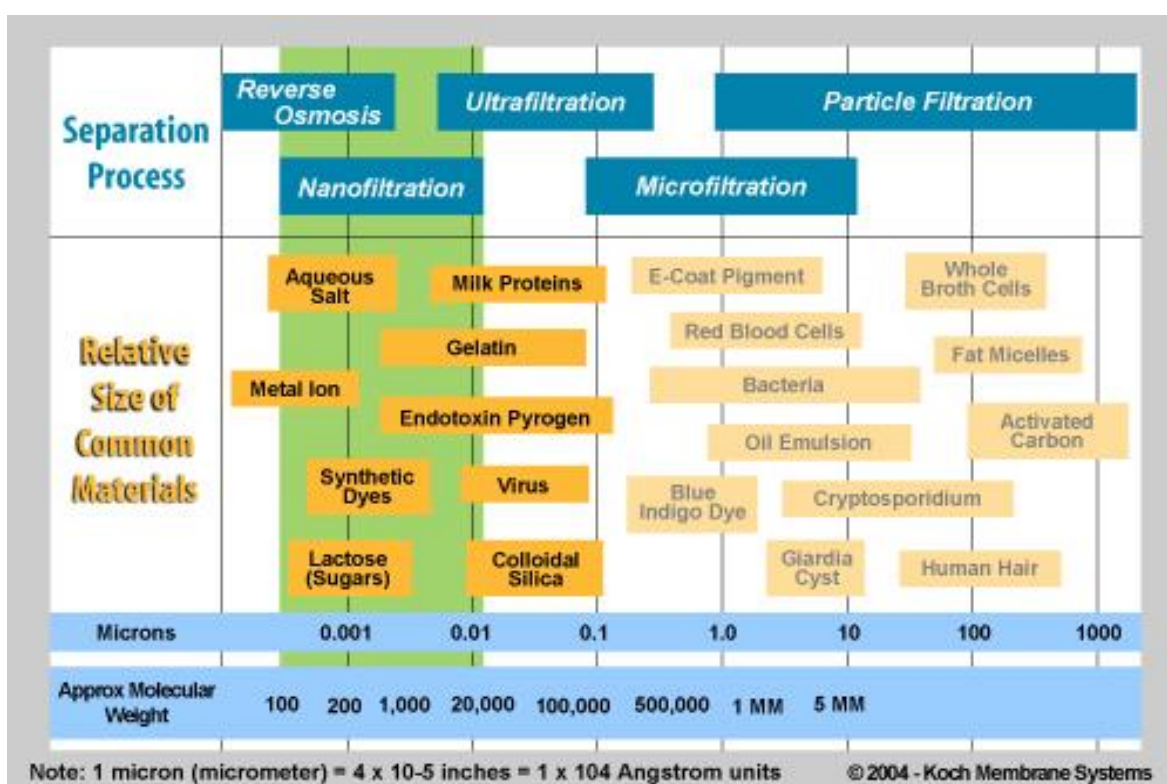 Separation
Process
Reverse
Osmosis
Ultrafiltration
Particle Filtration
Nanofiltration
Microfiltration
Relative
Size of
Common
Materials
Aqueous
Salt
Milk Proteins
E-Coat Pigment
Whole
Broth Cells
Gelatin
Red Blood Cells
Fat Micelles
Metal Ion
Bacteria
Endotoxin Pyrogen
Oil Emulsion
Activated
Carbon
Synthetic
Dyes
Virus
Blue
Indigo Dye
Cryptosporidium
Lactose
(Sugars)
Colloidal
Silica
Giardia
Cyst
Human Hair
Microns 0.001 0.01 0.1 1.0 10 100 1000
Approx Molecular
Weight
100 200 1,000 20,000 100,000 500,000 1 MM 5 MM
Note: 1 micron (micrometer) = 4 x 10-5 inches = 1 x 104 Angstrom units © 2004 - Koch Membrane Systems